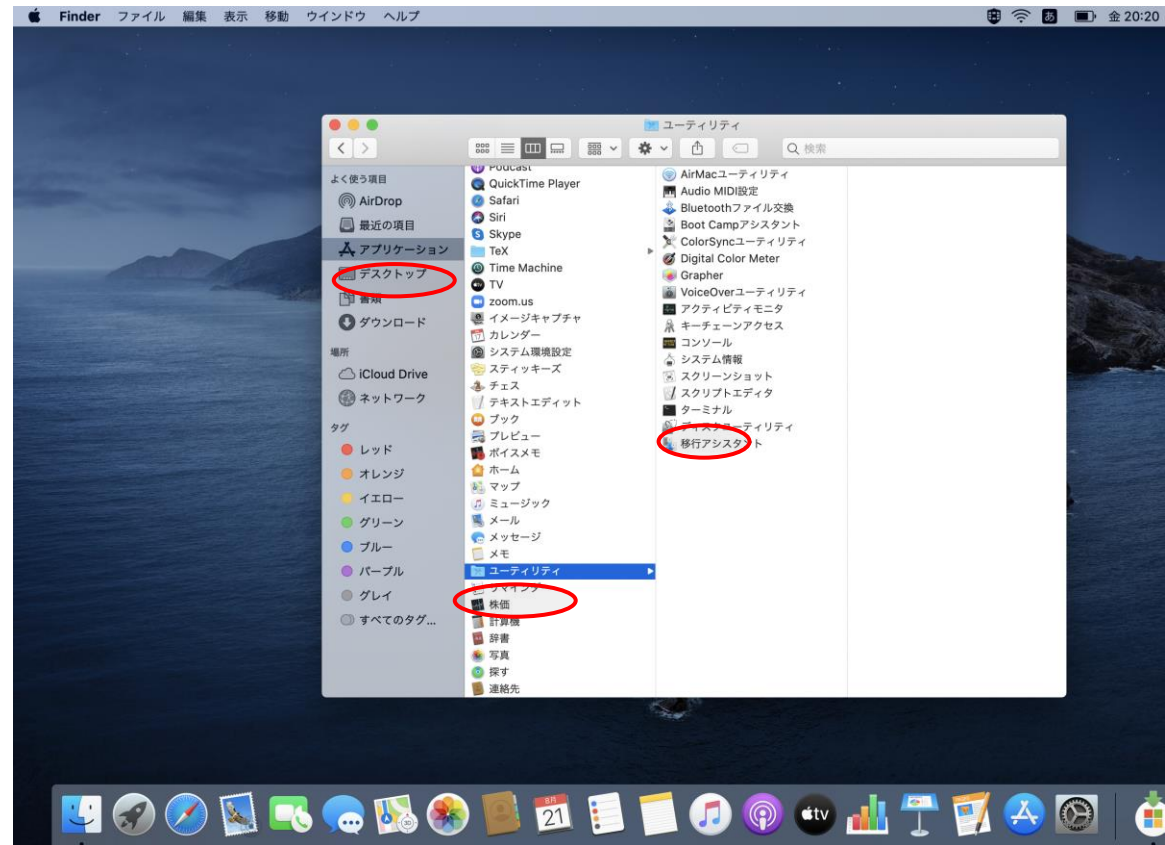 Finder ファイル 編集 表示 移動 ウインドウ ヘルプ
あ
金 20:20
ユーティリティ
検索
よく使う項目
AirDrop
最近の項目
アプリケーション
デスクトップ
書類
ダウンロード
場所
iCloud Drive
ネットワーク
タグ
レッド
オレンジ
イエロー
グリーン
ブルー
パープル
グレイ
すべてのタグ...
Podcast
QuickTime Player
Safari
Siri
Skype
TeX
Time Machine
TV
zoom.us
イメージキャプチャ
カレンダー
システム環境設定
スティッキーズ
チェス
テキストエディット
ブック
プレビュー
ボイスメモ
ホーム
マップ
ミュージック
メール
メッセージ
メモ
ユーティリティ
リマインダー
株価
計算機
辞書
写真
探す
連絡先
AirMacユーティリティ
Audio MIDI設定
Bluetoothファイル交換
Boot Campアシスタント
ColorSyncユーティリティ
Digital Color Meter
Grapher
VoiceOverユーティリティ
アクティビティモニタ
キーチェーンアクセス
コンソール
システム情報
スクリーンショット
スクリプトエディタ
ターミナル
ディスクユーティリティ
移行アシスタント
8月
21
tv